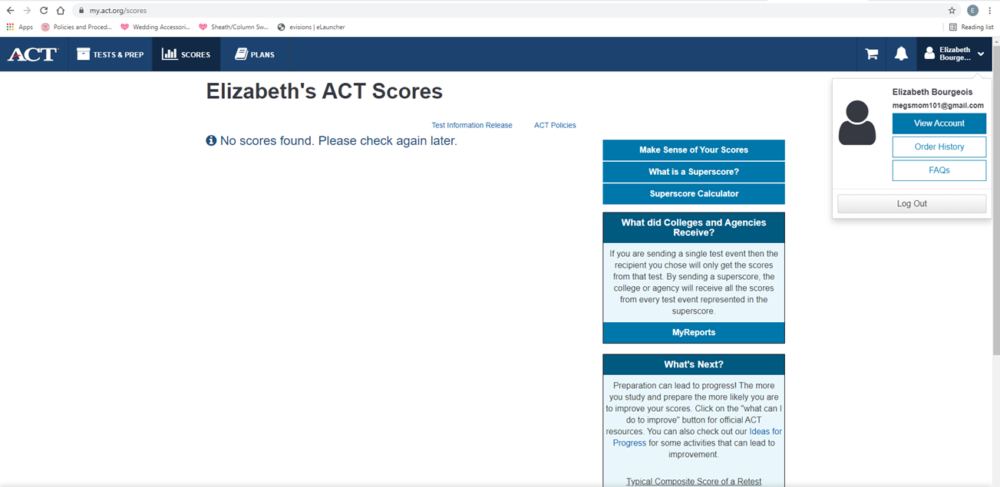 my.act.org/scores
E
Apps
Policies and Proced...
Wedding Accessori...
Sheath/Column Sw...
evisions | eLauncher
Reading list
ACT
TESTS & PREP
SCORES
PLANS
Elizabeth
Bourge...
Elizabeth's ACT Scores
Test Information Release
ACT Policies
No scores found. Please check again later.
Elizabeth Bourgeois
megsmom101@gmail.com
View Account
Order History
FAQs
Log Out
Make Sense of Your Scores
What is a Superscore?
Superscore Calculator
What did Colleges and Agencies
Receive?
If you are sending a single test event then the
recipient you chose will only get the scores
from that test. By sending a superscore, the
college or agency will receive all the scores
from every test event represented in the
superscore.
MyReports
What's Next?
Preparation can lead to progress! The more
you study and prepare the more likely you are
to improve your scores. Click on the "what can I
do to improve" button for official ACT
resources. You can also check out our Ideas for
Progress for some activities that can lead to
improvement.
Typical Composite Score of a Retest